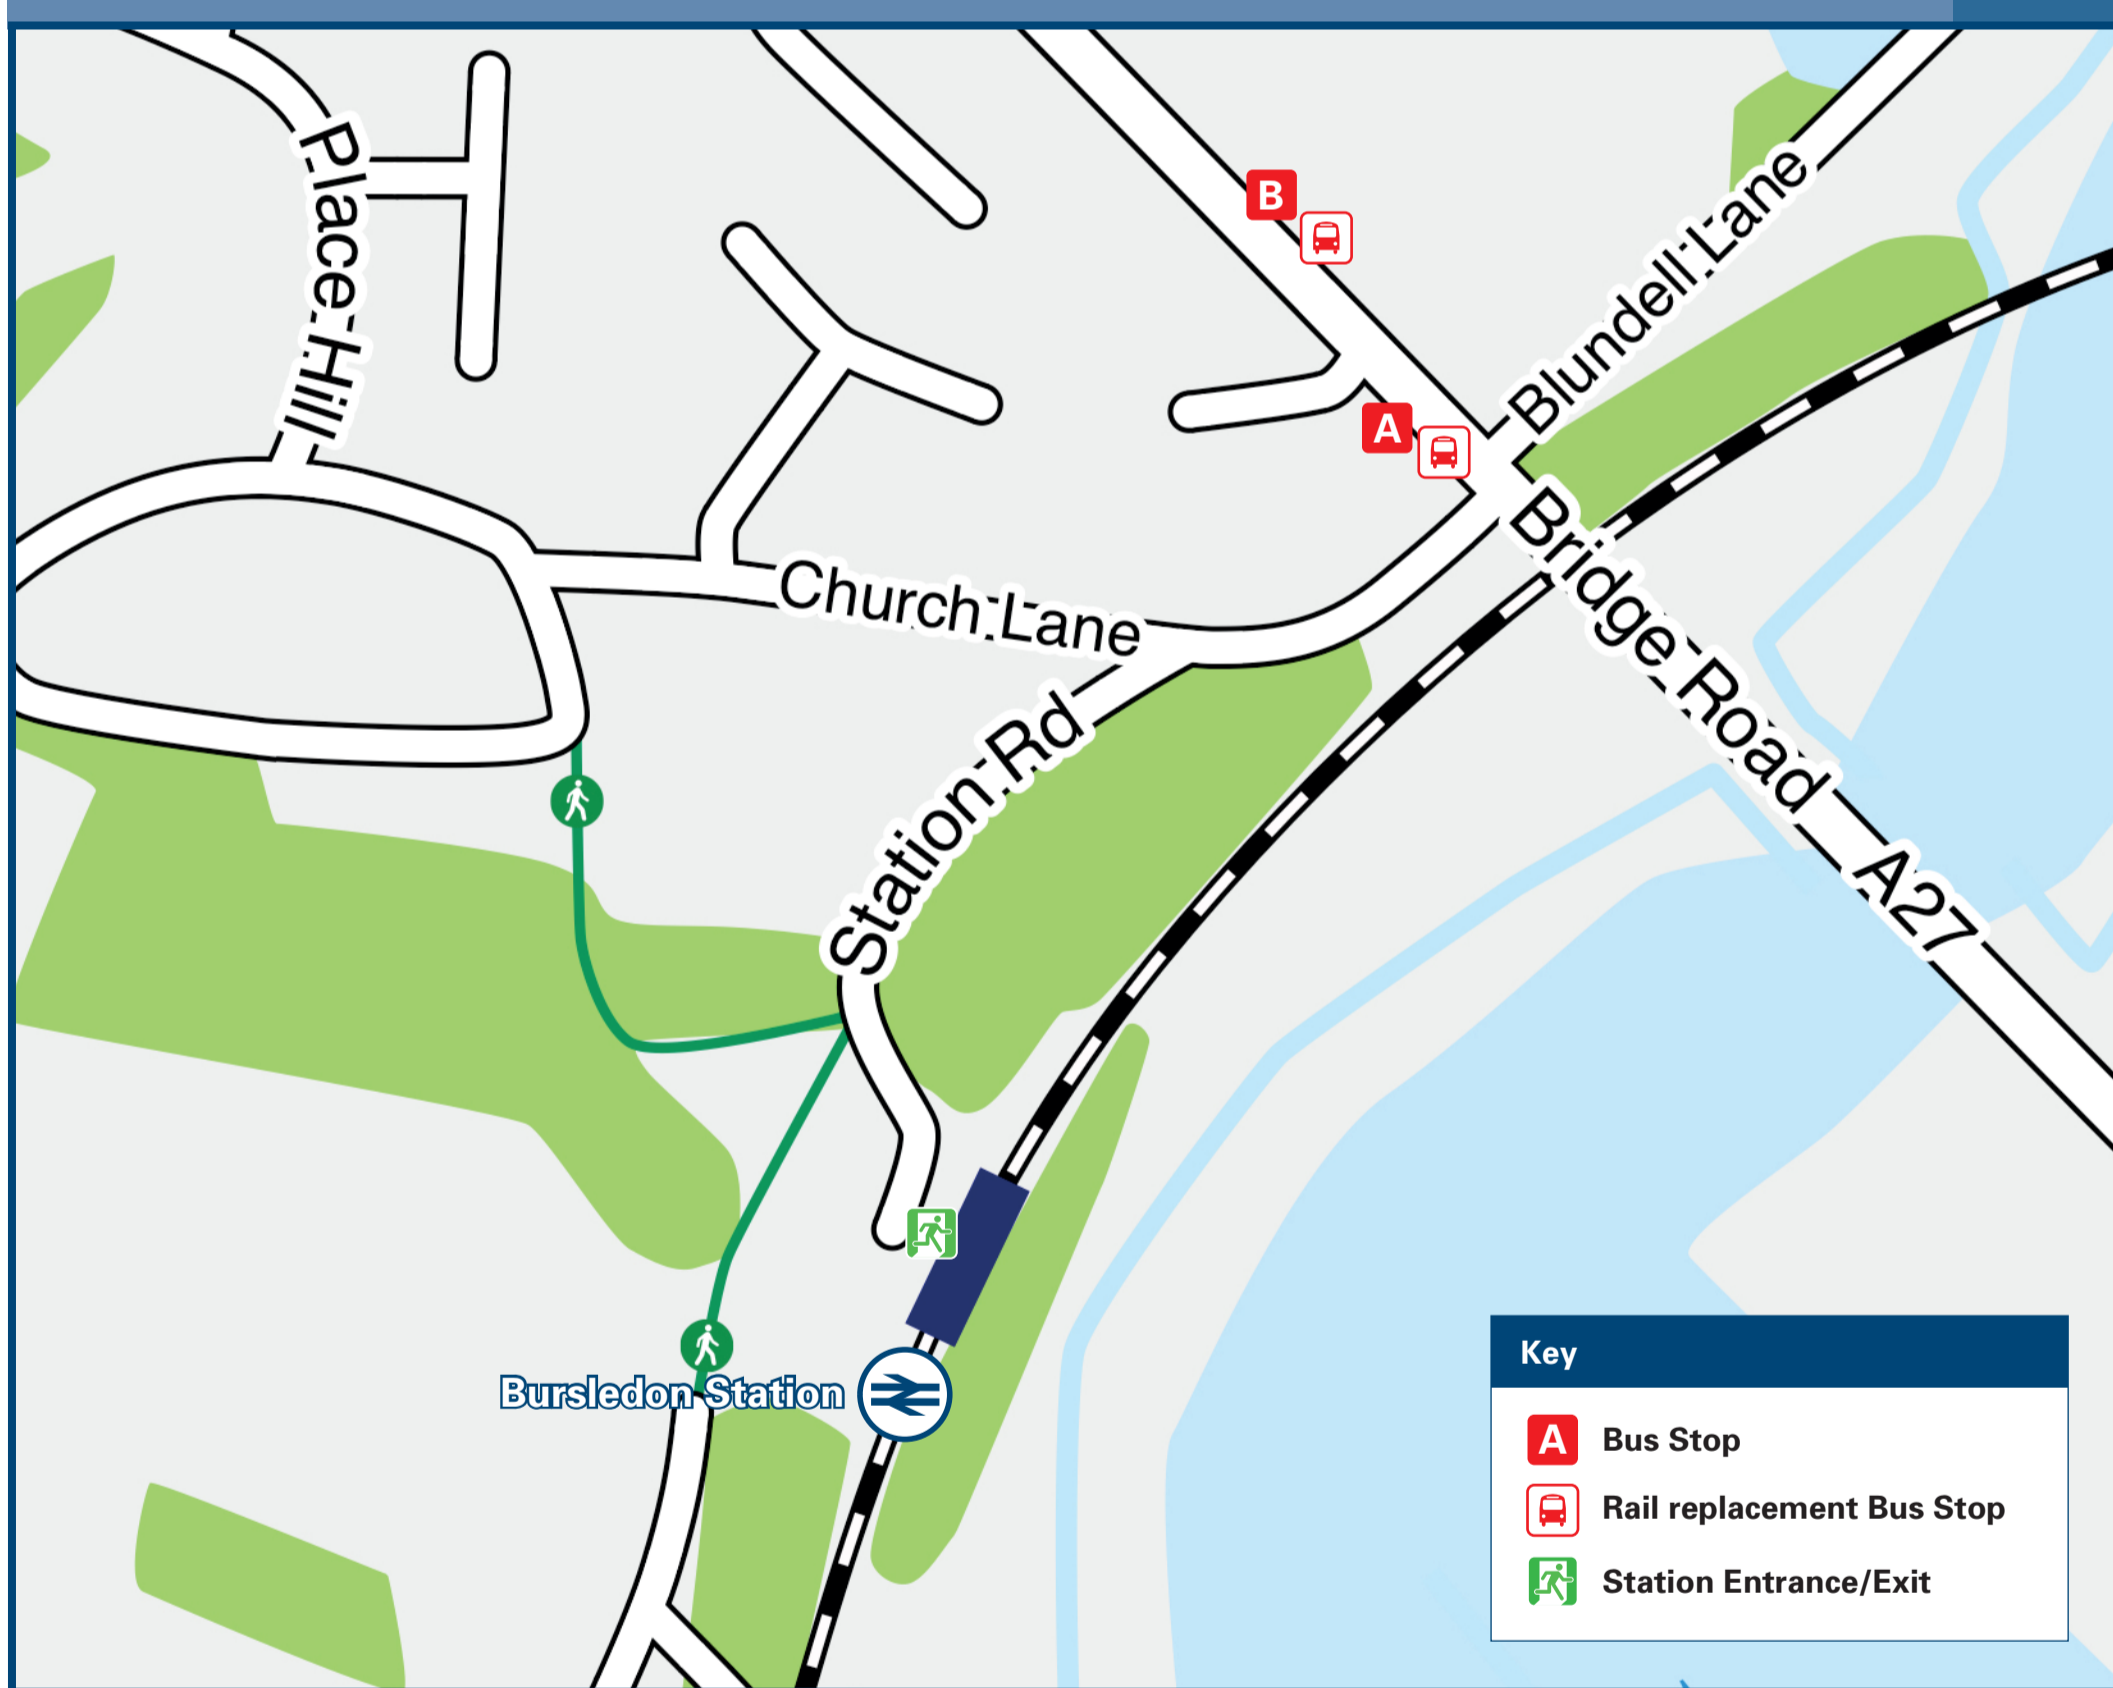 Place Hill
B
Blundell Lane
A
Bridge Road
Church Lane
Station Rd
A27
Bursledon Station
Key
A Bus Stop
Rail replacement Bus Stop
Station Entrance/Exit